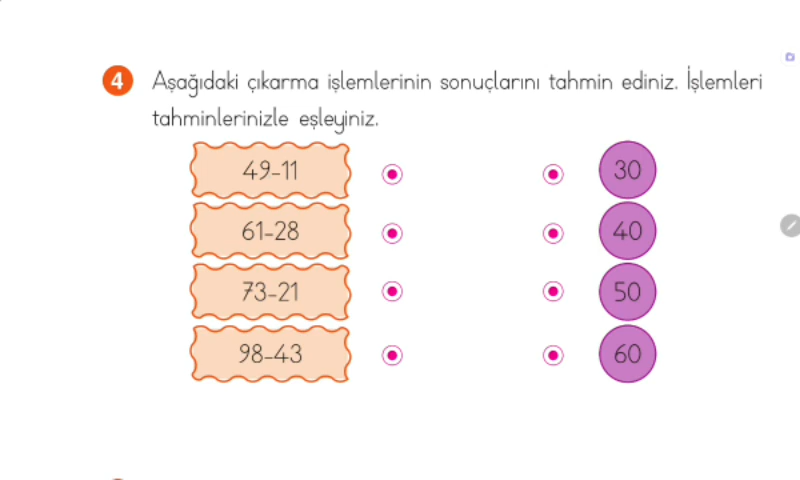 4 Aşağıdaki çıkarma işlemlerinin sonuçlarını tahmin ediniz. İşlemleri
tahminlerinizle eşleyiniz.
49-11 30
61-28 40
73-21 50
98-43 60